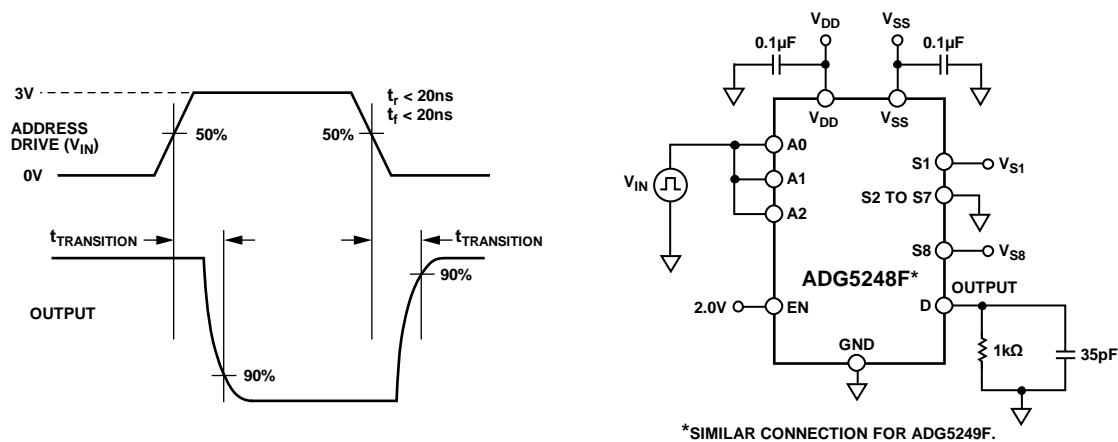 3V
ADDRESS
DRIVE (VIN)
0V
50%
50%
tr < 20ns
tf < 20ns
tTRANSITION
tTRANSITION
90%
OUTPUT
90%
VDD
VSS
0.1µF
0.1µF
VDD
VSS
A0
A1
A2
VIN
S1
VS1
S2 TO S7
S8
VS8
ADG5248F*
OUTPUT
D
2.0V
EN
GND
1kΩ
35pF
*SIMILAR CONNECTION FOR ADG5249F.